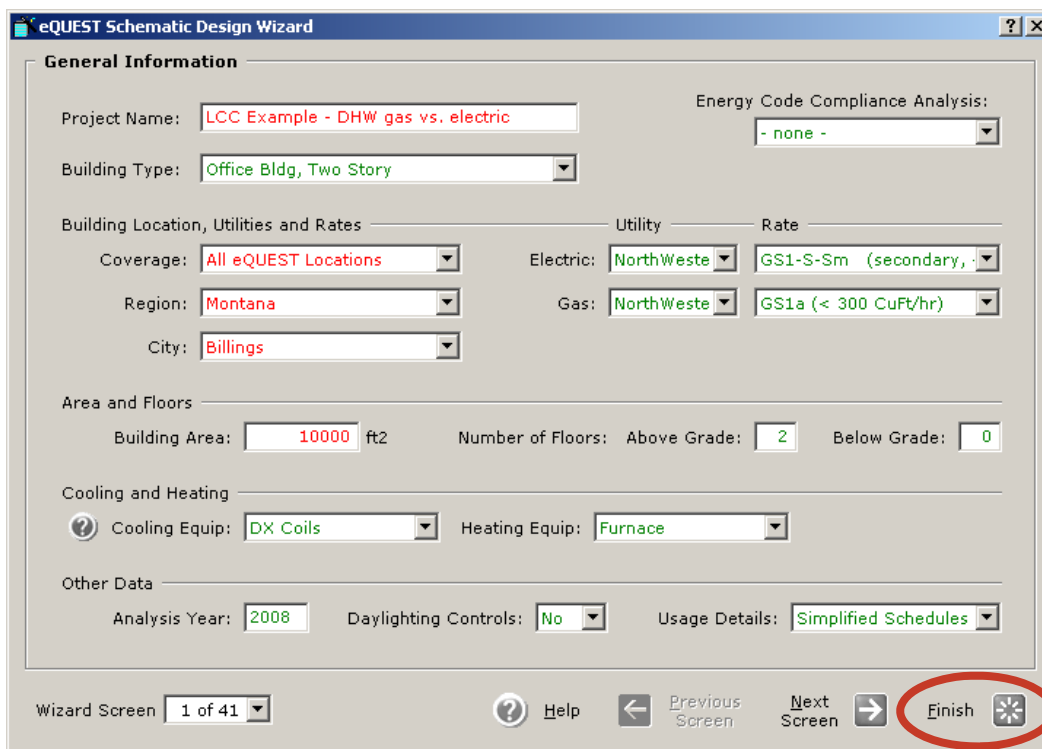 eQUEST Schematic Design Wizard
General Information
Project Name: LCC Example - DHW gas vs. electric
Energy Code Compliance Analysis:
- none -
Building Type: Office Bldg, Two Story
Building Location, Utilities and Rates Utility Rate
Coverage: All eQUEST Locations Electric: NorthWeste GS1-S-Sm (secondary, -
Region: Montana Gas: NorthWeste GS1a (< 300 CuFt/hr)
City: Billings
Area and Floors
Building Area: 10000 ft2 Number of Floors: Above Grade: 2 Below Grade: 0
Cooling and Heating
? Cooling Equip: DX Coils Heating Equip: Furnace
Other Data
Analysis Year: 2008 Daylighting Controls: No Usage Details: Simplified Schedules
Wizard Screen 1 of 41 ? Help Previous Screen Next Screen Finish